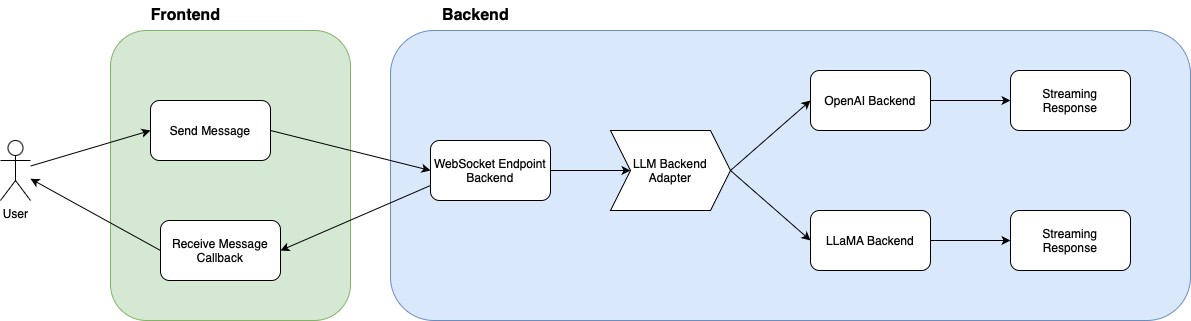 Frontend
Backend
Send Message
Receive Message
Callback
User
WebSocket Endpoint
Backend
LLM Backend
Adapter
OpenAI Backend
Streaming
Response
LLaMA Backend
Streaming
Response